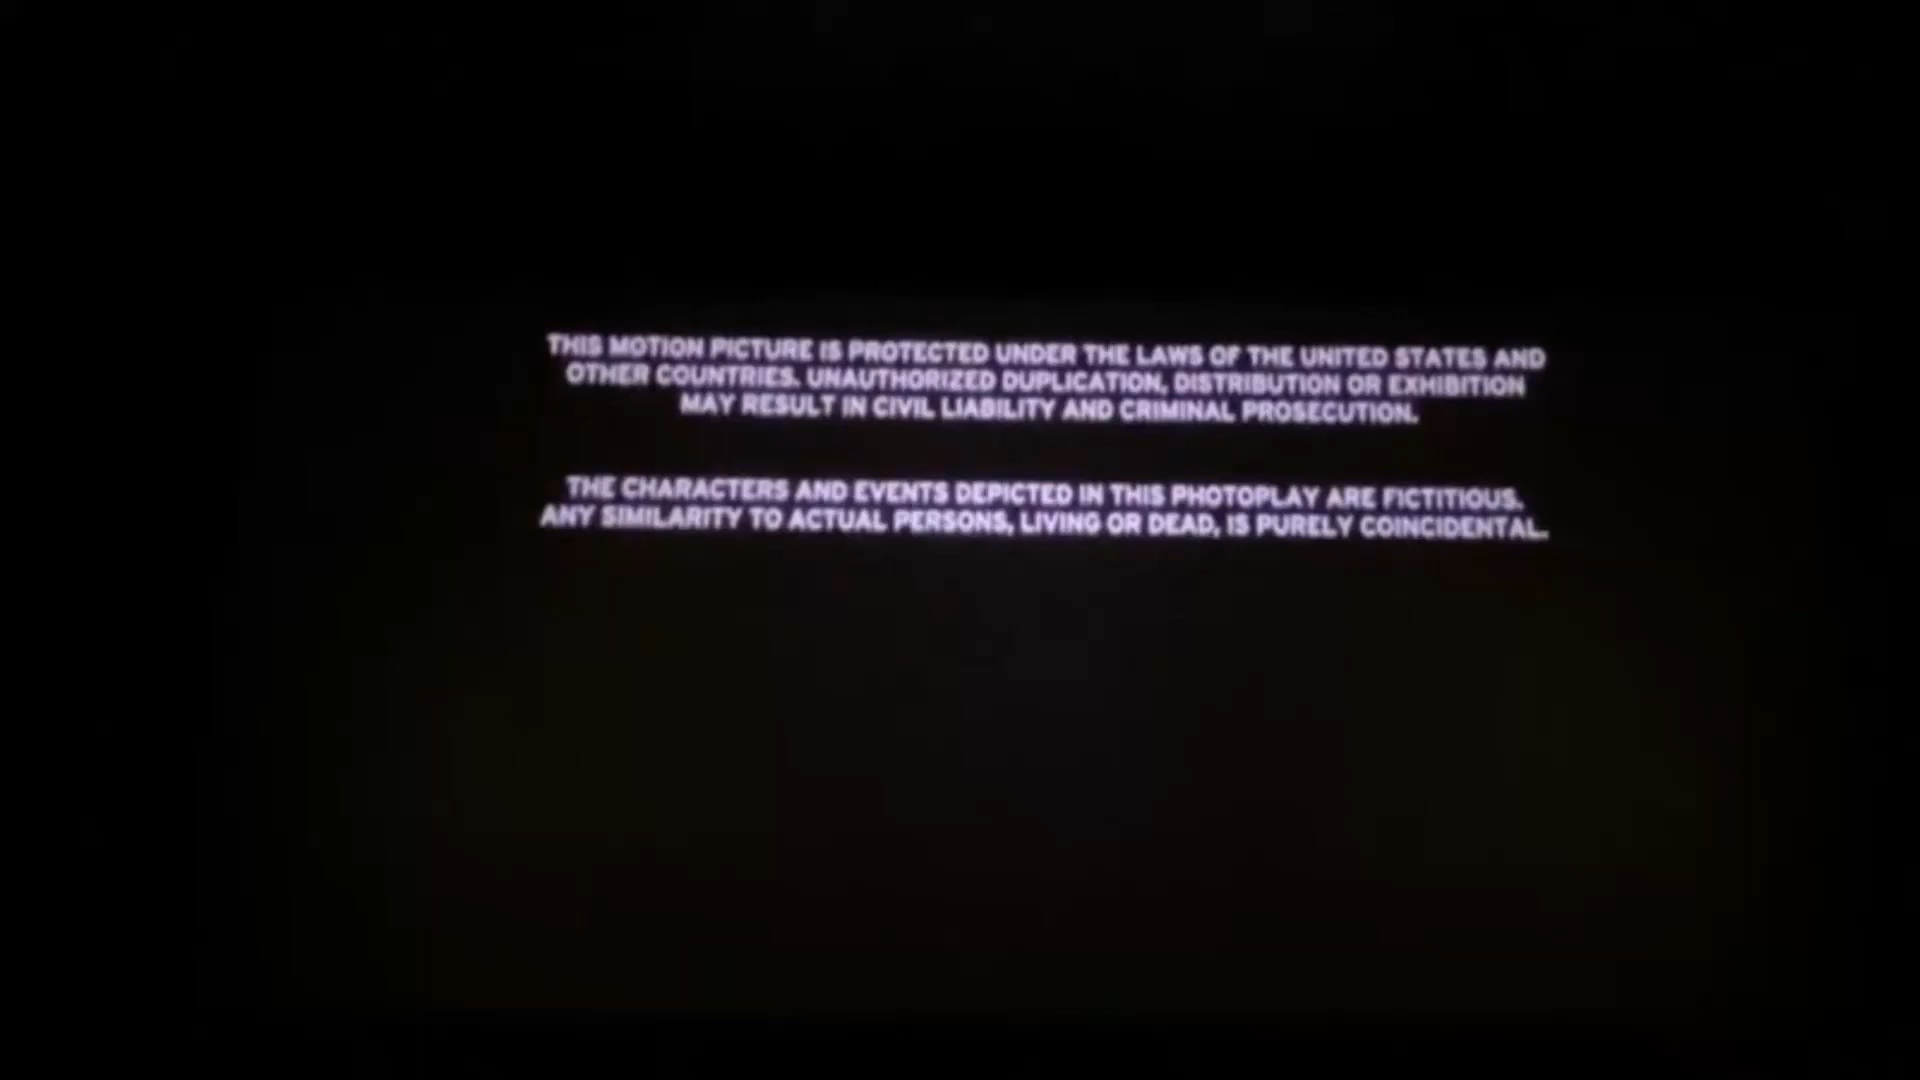 THIS MOTION PICTURE IS PROTECTED UNDER THE LAWS OF THE UNITED STATES AND
OTHER COUNTRIES. UNAUTHORIZED DUPLICATION, DISTRIBUTION OR EXHIBITION
MAY RESULT IN CIVIL LIABILITY AND CRIMINAL PROSECUTION.
THE CHARACTERS AND EVENTS DEPICTED IN THIS PHOTOPLAY ARE FICTITIOUS.
ANY SIMILARITY TO ACTUAL PERSONS, LIVING OR DEAD, IS PURELY COINCIDENTAL.